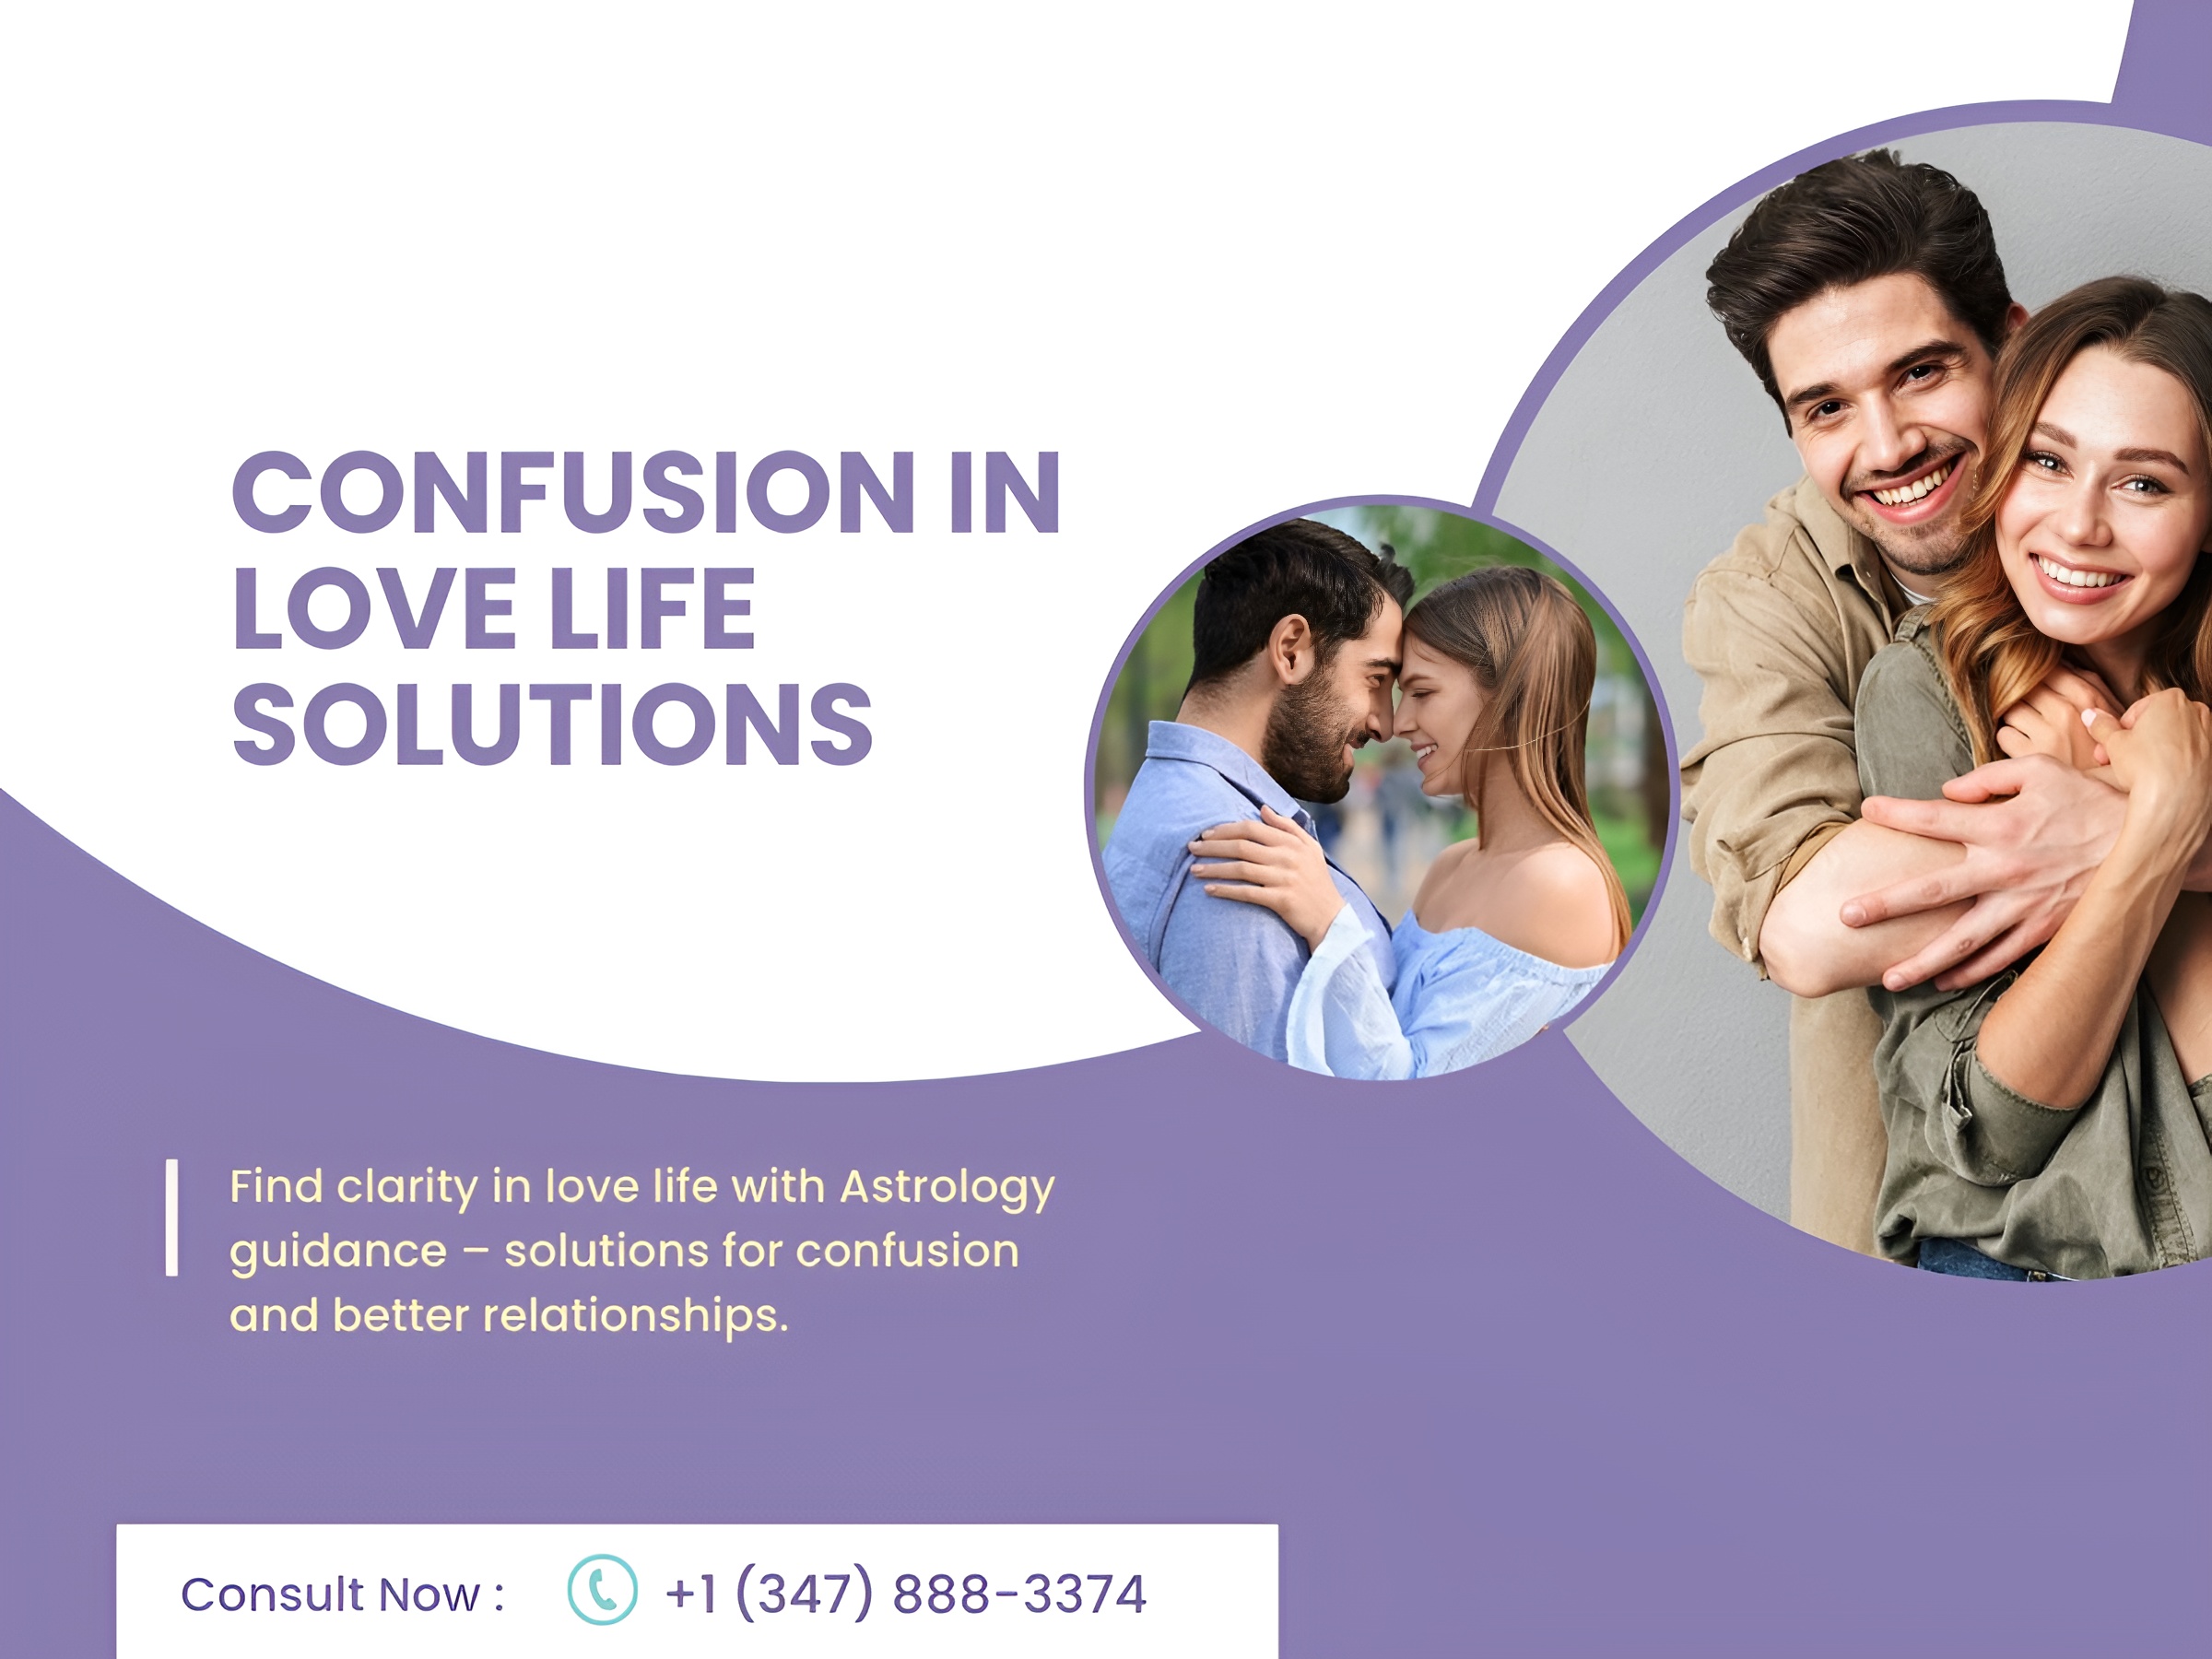 CONFUSION IN
LOVE LIFE
SOLUTIONS
Find clarity in love life with Astrology
guidance – solutions for confusion
and better relationships.
Consult Now : +1 (347) 888-3374